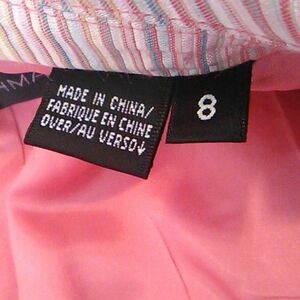 MADE IN CHINA/
FABRIQUE EN CHINE
OVER/AU VERSO↓
8